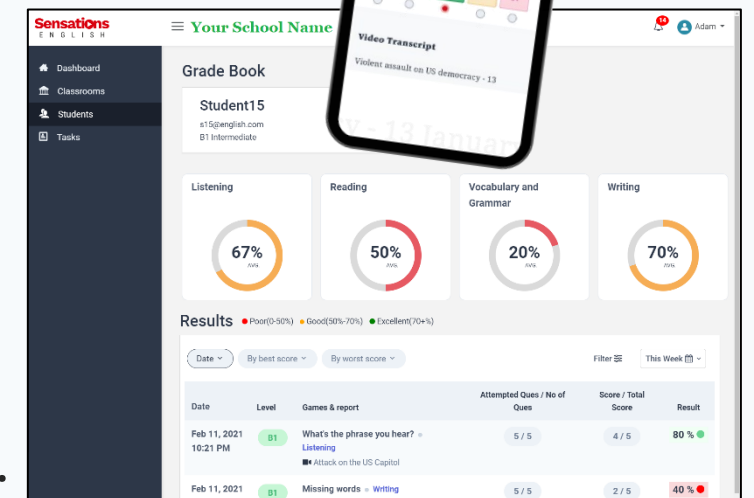 Sensations
ENGLISH
Your School Name
14
Adam
Dashboard
Classrooms
Students
Tasks
Grade Book
Student15
s15@english.com
B1 Intermediate
Video Transcript
Violent assault on US democracy - 13
y - 13 Januar
Listening
67%
AVG
Reading
50%
AVG
Vocabulary and
Grammar
20%
AVG
Writing
70%
AVG
Results Poor(0-50%) Good(50%-70%) Excellent(70+%)
Date By best score By worst score Filter This Week
Date Level Games & report Attempted Ques / No of Ques Score / Total Score Result
Feb 11, 2021
10:21 PM
B1
What's the phrase you hear?
Listening
Attack on the US Capitol
5 / 5
4 / 5
80 %
Feb 11, 2021
B1
Missing words Writing
5 / 5
2 / 5
40 %